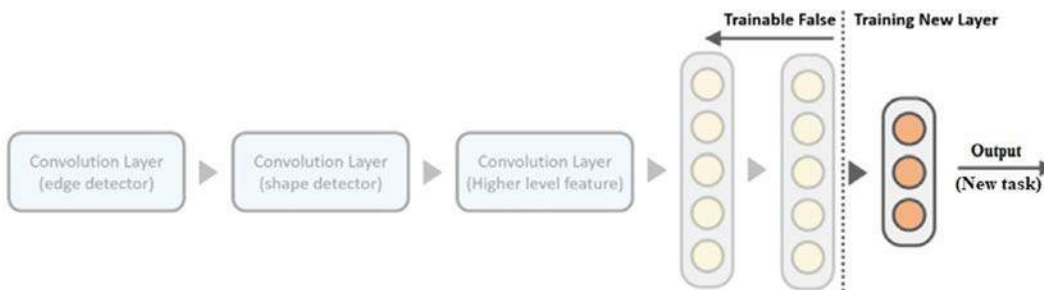 Trainable False
Training New Layer
Convolution Layer
(edge detector)
Convolution Layer
(shape detector)
Convolution Layer
(Higher level feature)
Output
(New task)